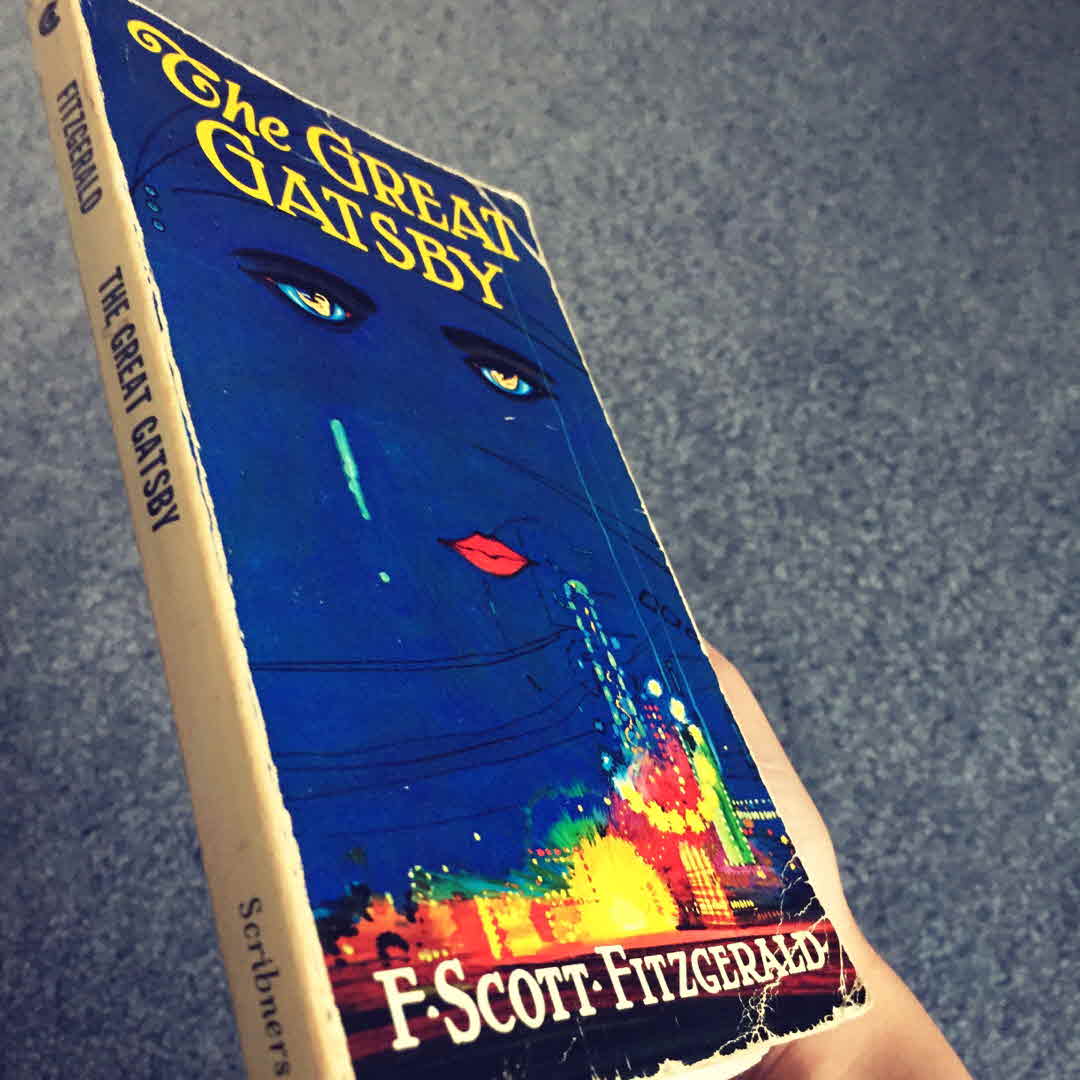 The GREAT
GATSBY
F·SCOTT·FITZGERALD
FITZGERALD
THE GREAT GATSBY
Scribners